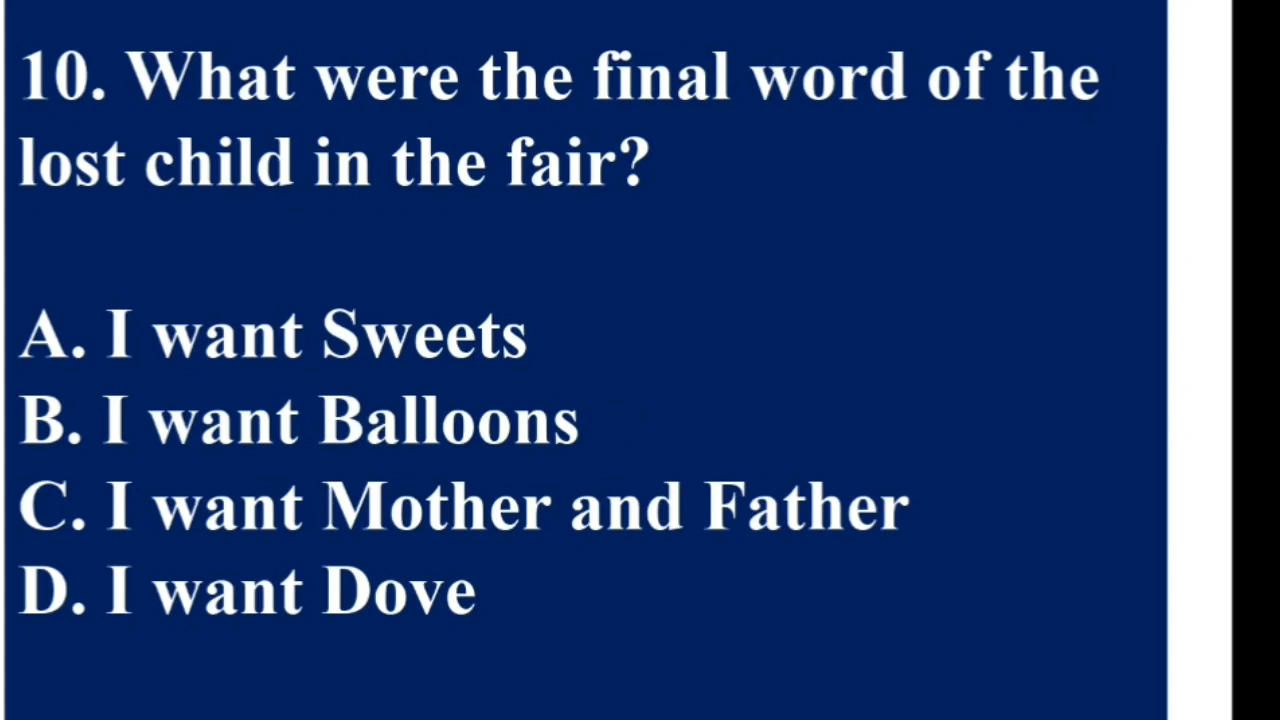 10. What were the final word of the
lost child in the fair?
A. I want Sweets
B. I want Balloons
C. I want Mother and Father
D. I want Dove